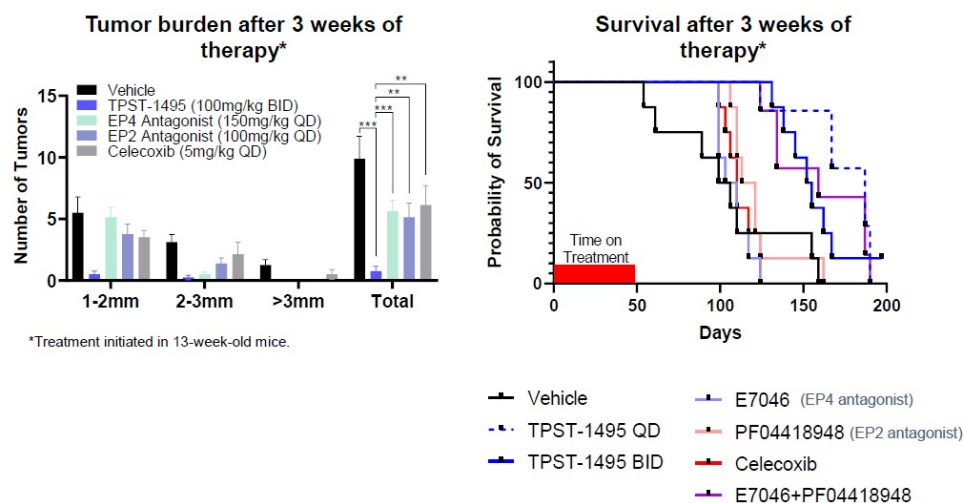 Tumor burden after 3 weeks of
therapy*
Vehicle
TPST-1495 (100mg/kg BID)
EP4 Antagonist (150mg/kg QD)
EP2 Antagonist (100mg/kg QD)
Celecoxib (5mg/kg QD)
**
**
***
***
15
10
5
0
Number of Tumors
1-2mm
2-3mm
>3mm
Total
*Treatment initiated in 13-week-old mice.
Survival after 3 weeks of
therapy*
100
50
0
Probability of Survival
Time on
Treatment
0
50
100
150
200
Days
Vehicle
TPST-1495 QD
TPST-1495 BID
E7046 (EP4 antagonist)
PF04418948 (EP2 antagonist)
Celecoxib
E7046+PF04418948